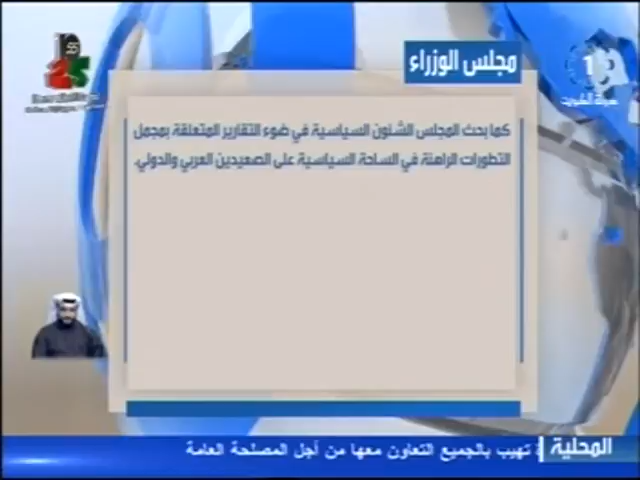 مجلس الوزراء
1
كما بحث المجلس الشئون السياسية في ضوء التقارير المتعلقة بمجمل
التطورات الراهنة في الساحة السياسية على الصعيدين العربي والدولي.
المحلية
تهيب بالجميع التعاون معها من أجل المصلحة العامة